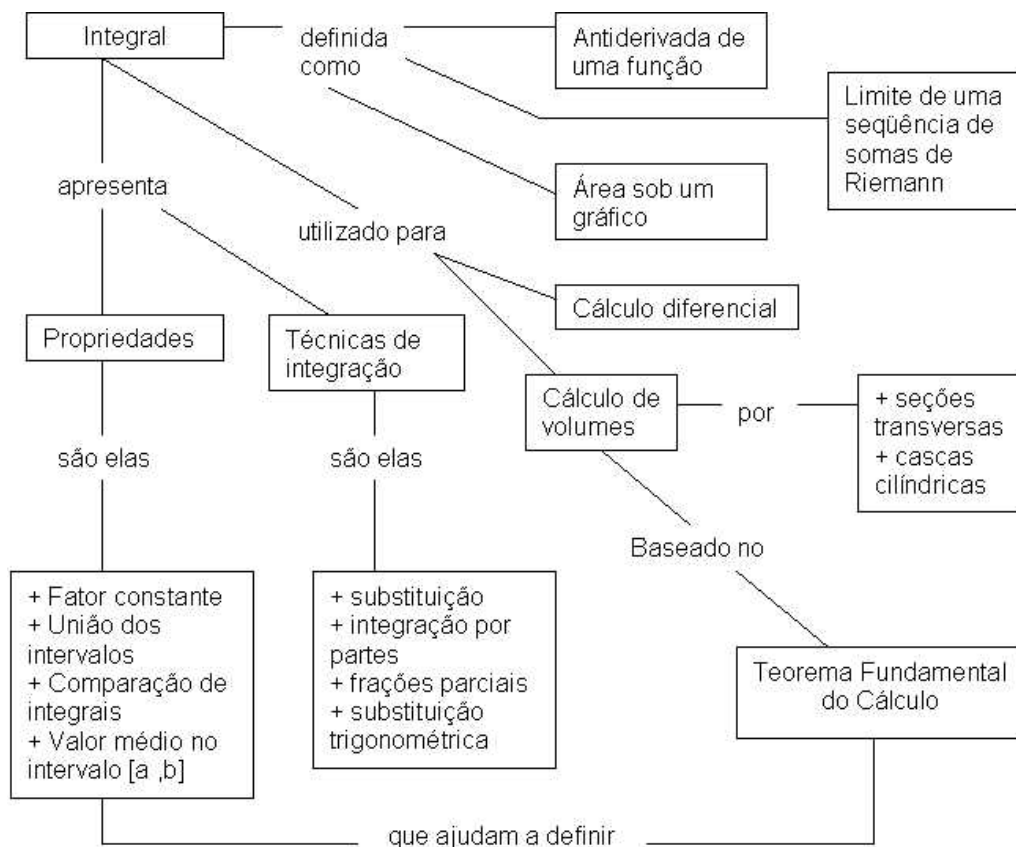 Integral
definida
como
Antiderivada de
uma função
Limite de uma
seqüência de
somas de
Riemann
apresenta
Área sob um
gráfico
utilizado para
Cálculo diferencial
Propriedades
Técnicas de
integração
Cálculo de
volumes
por
+ seções
transversas
+ cascas
cilíndricas
são elas
são elas
Baseado no
+ Fator constante
+ União dos
intervalos
+ Comparação de
integrais
+ Valor médio no
intervalo [a ,b]
+ substituição
+ integração por
partes
+ frações parciais
+ substituição
trigonométrica
Teorema Fundamental
do Cálculo
que ajudam a definir